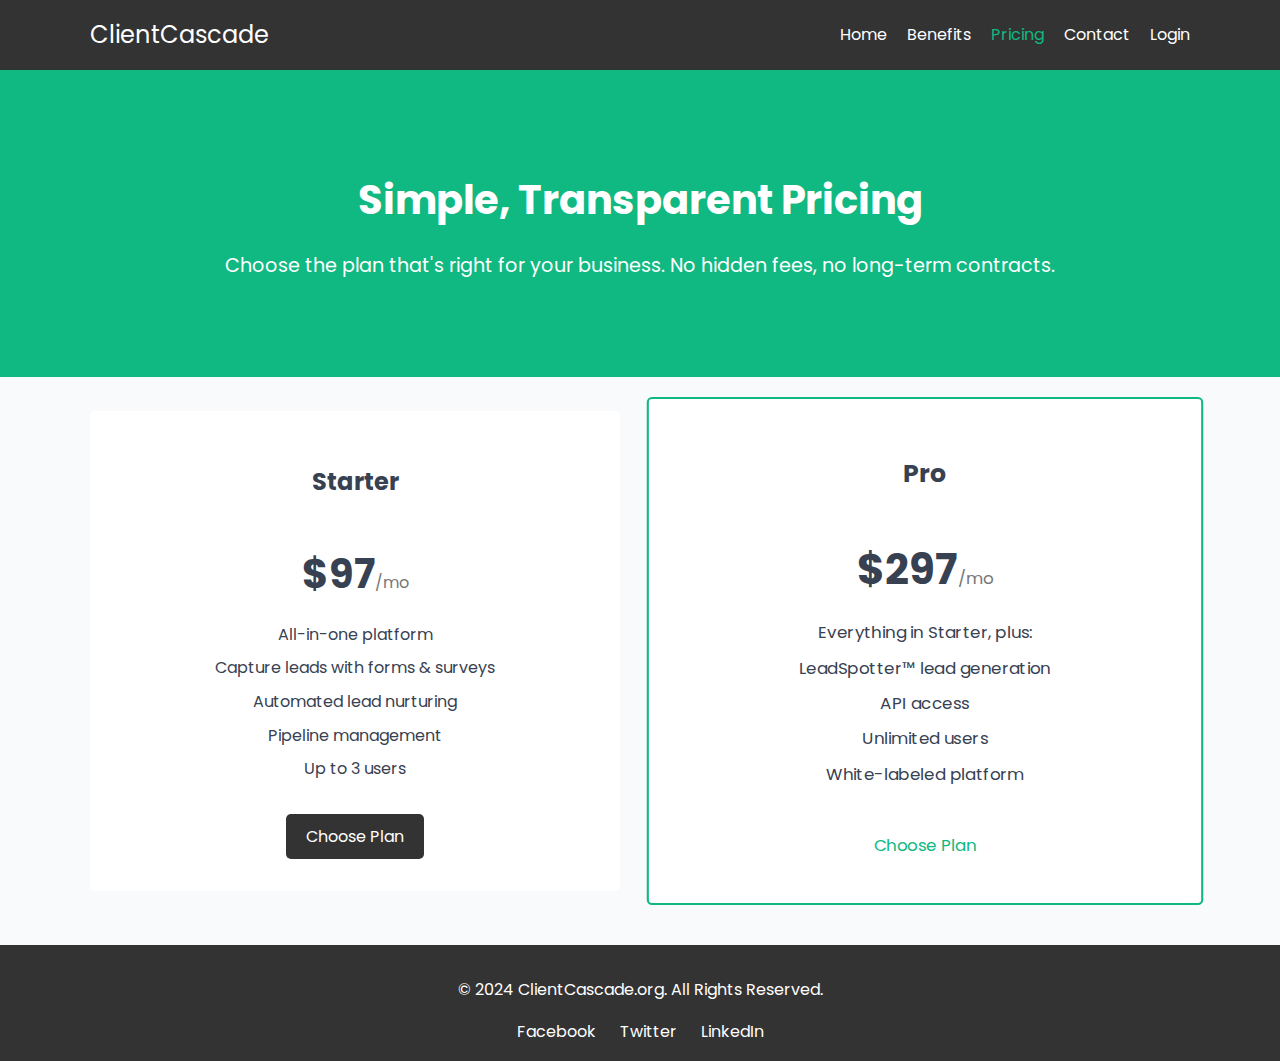 ClientCascade
Home Benefits Pricing Contact Login
Simple, Transparent Pricing
Choose the plan that's right for your business. No hidden fees, no long-term contracts.
Starter
$97/mo
All-in-one platform
Capture leads with forms & surveys
Automated lead nurturing
Pipeline management
Up to 3 users
Choose Plan
Pro
$297/mo
Everything in Starter, plus:
LeadSpotter™ lead generation
API access
Unlimited users
White-labeled platform
Choose Plan
© 2024 ClientCascade.org. All Rights Reserved.
Facebook Twitter LinkedIn